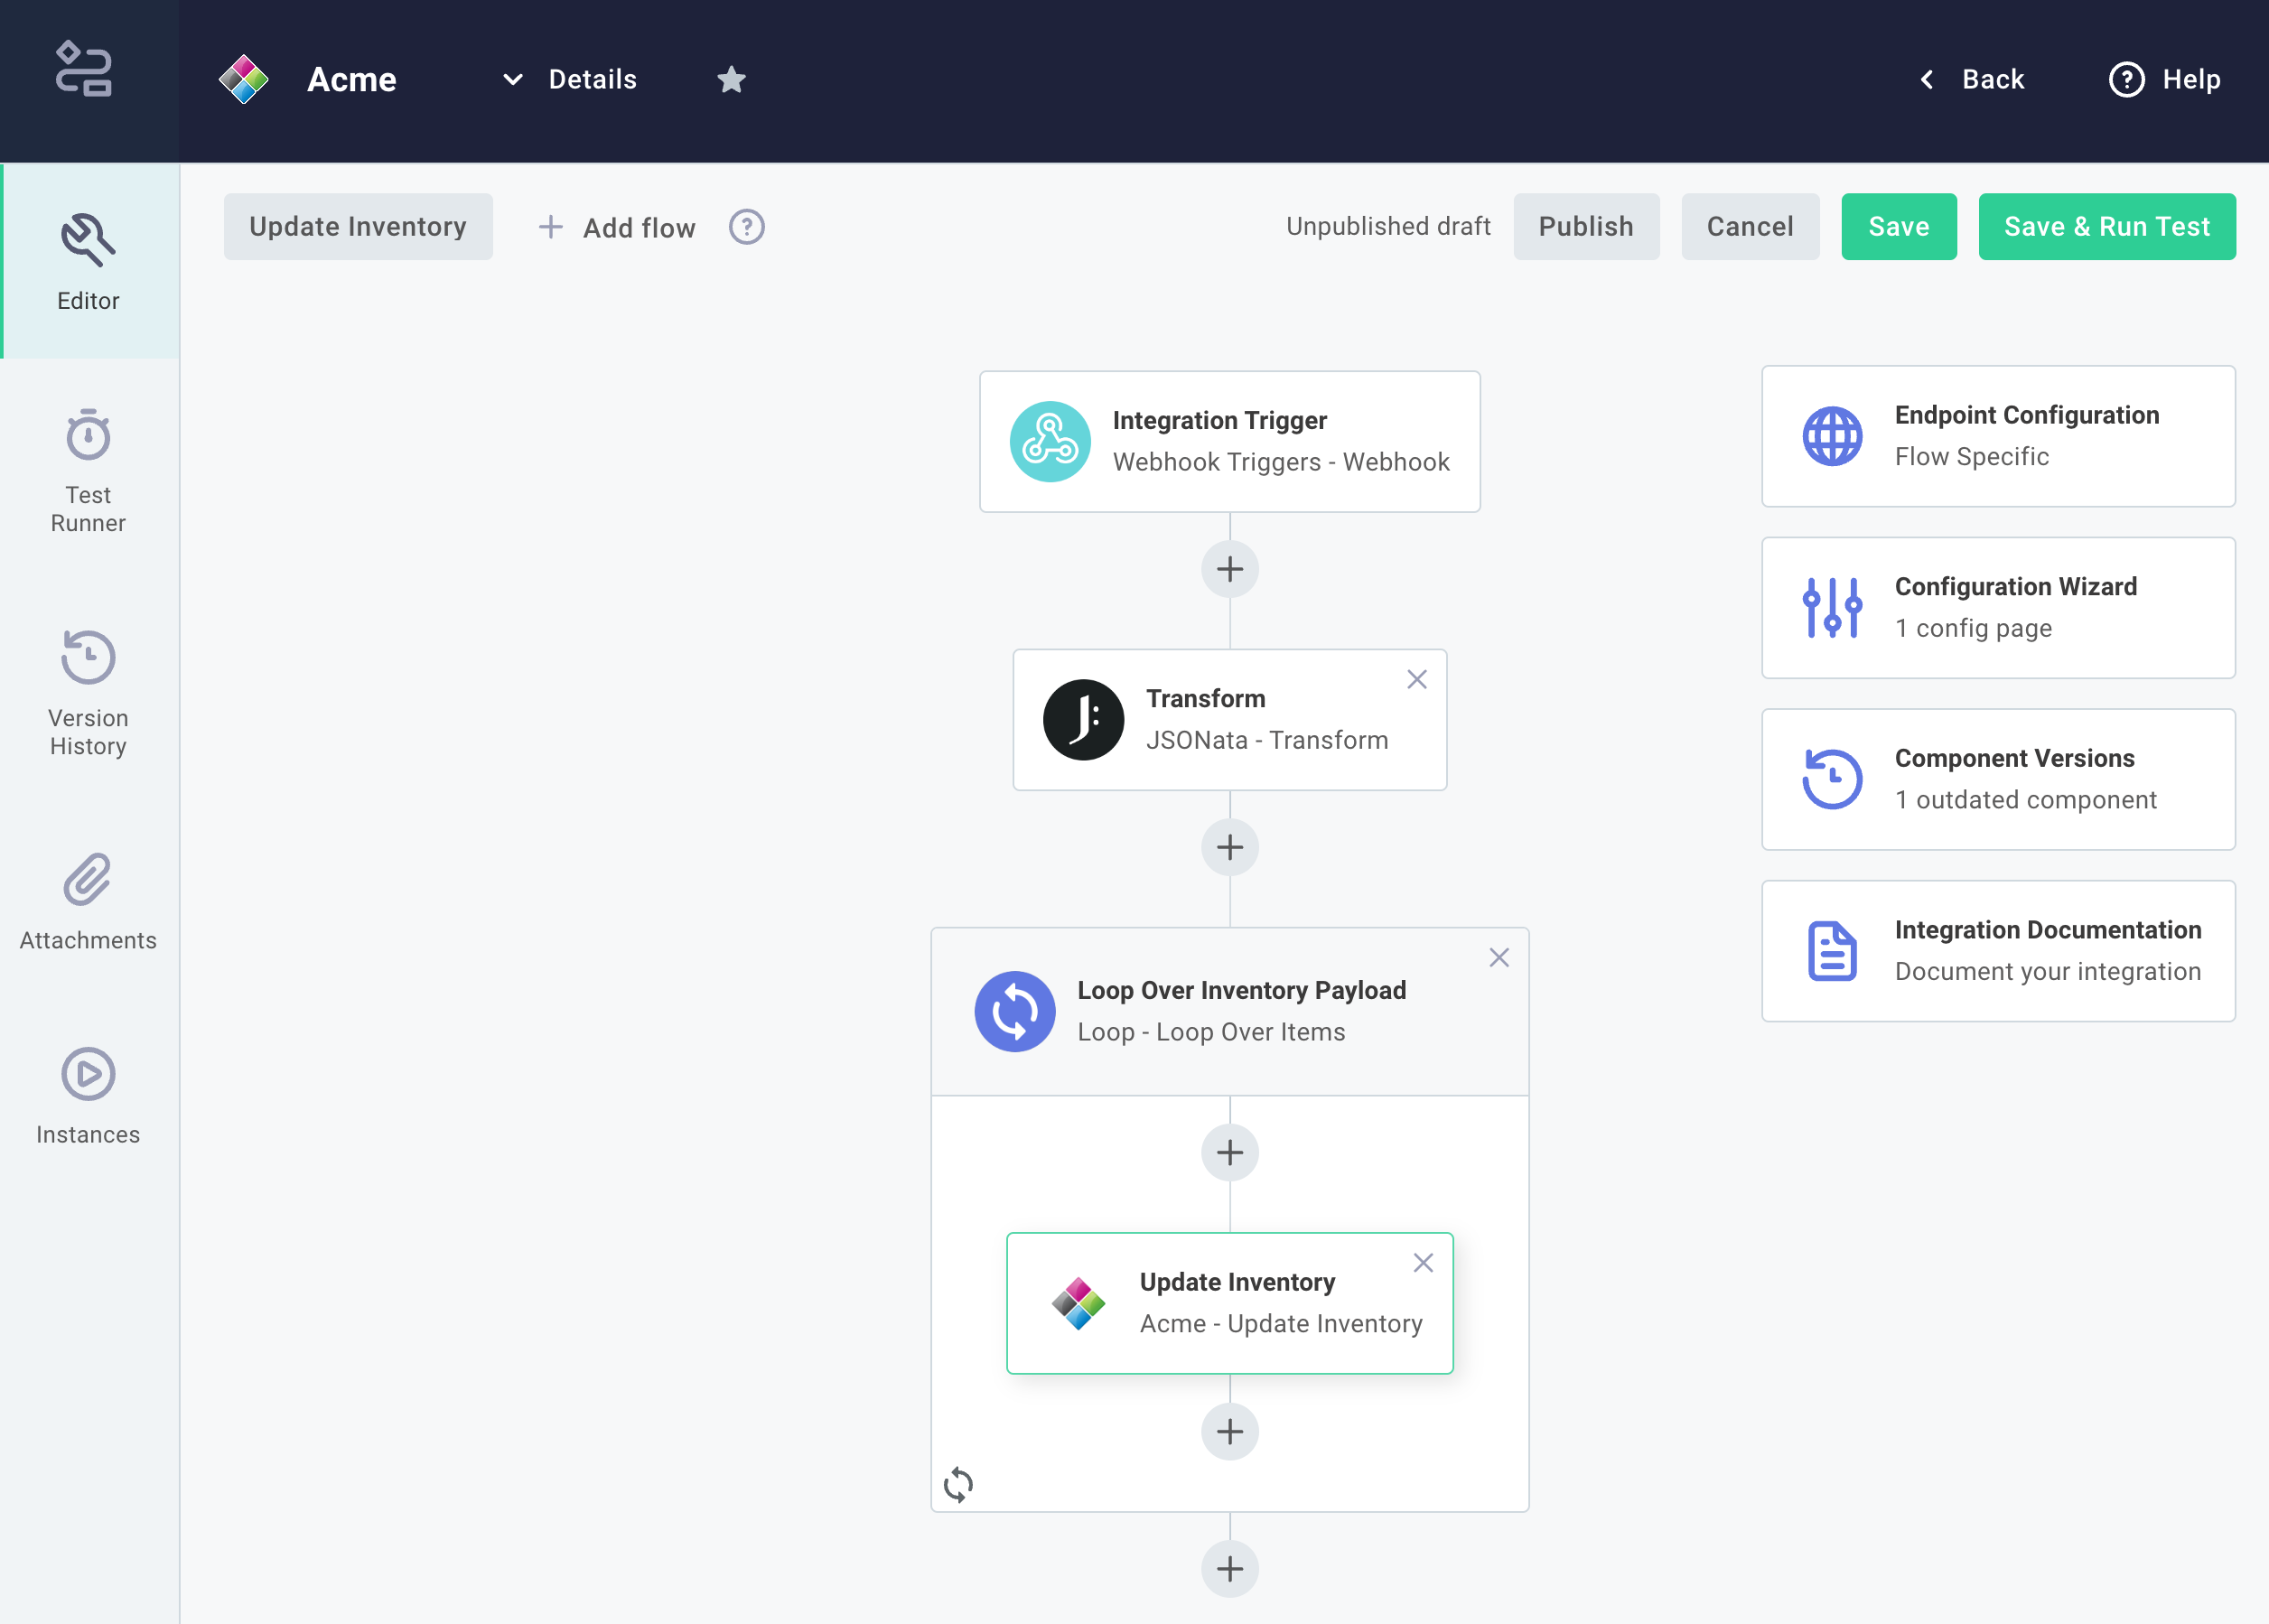 Acme
Details
Back
Help
Editor
Test
Runner
Version
History
Attachments
Instances
Update Inventory
Add flow
Unpublished draft
Publish
Cancel
Save
Save & Run Test
Integration Trigger
Webhook Triggers - Webhook
Transform
JSONata - Transform
Loop Over Inventory Payload
Loop - Loop Over Items
Update Inventory
Acme - Update Inventory
Endpoint Configuration
Flow Specific
Configuration Wizard
1 config page
Component Versions
1 outdated component
Integration Documentation
Document your integration